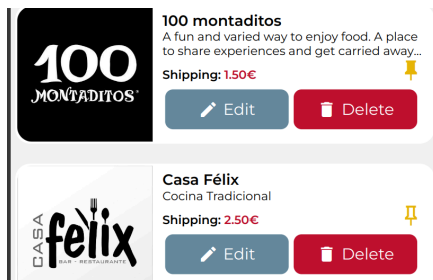 100
MONTADITOS
100 montaditos
A fun and varied way to enjoy food. A place
to share experiences and get carried away...
Shipping: 1.50€
Edit
Delete
CASA
felix
BAR - RESTAURANTE
Casa Félix
Cocina Tradicional
Shipping: 2.50€
Edit
Delete